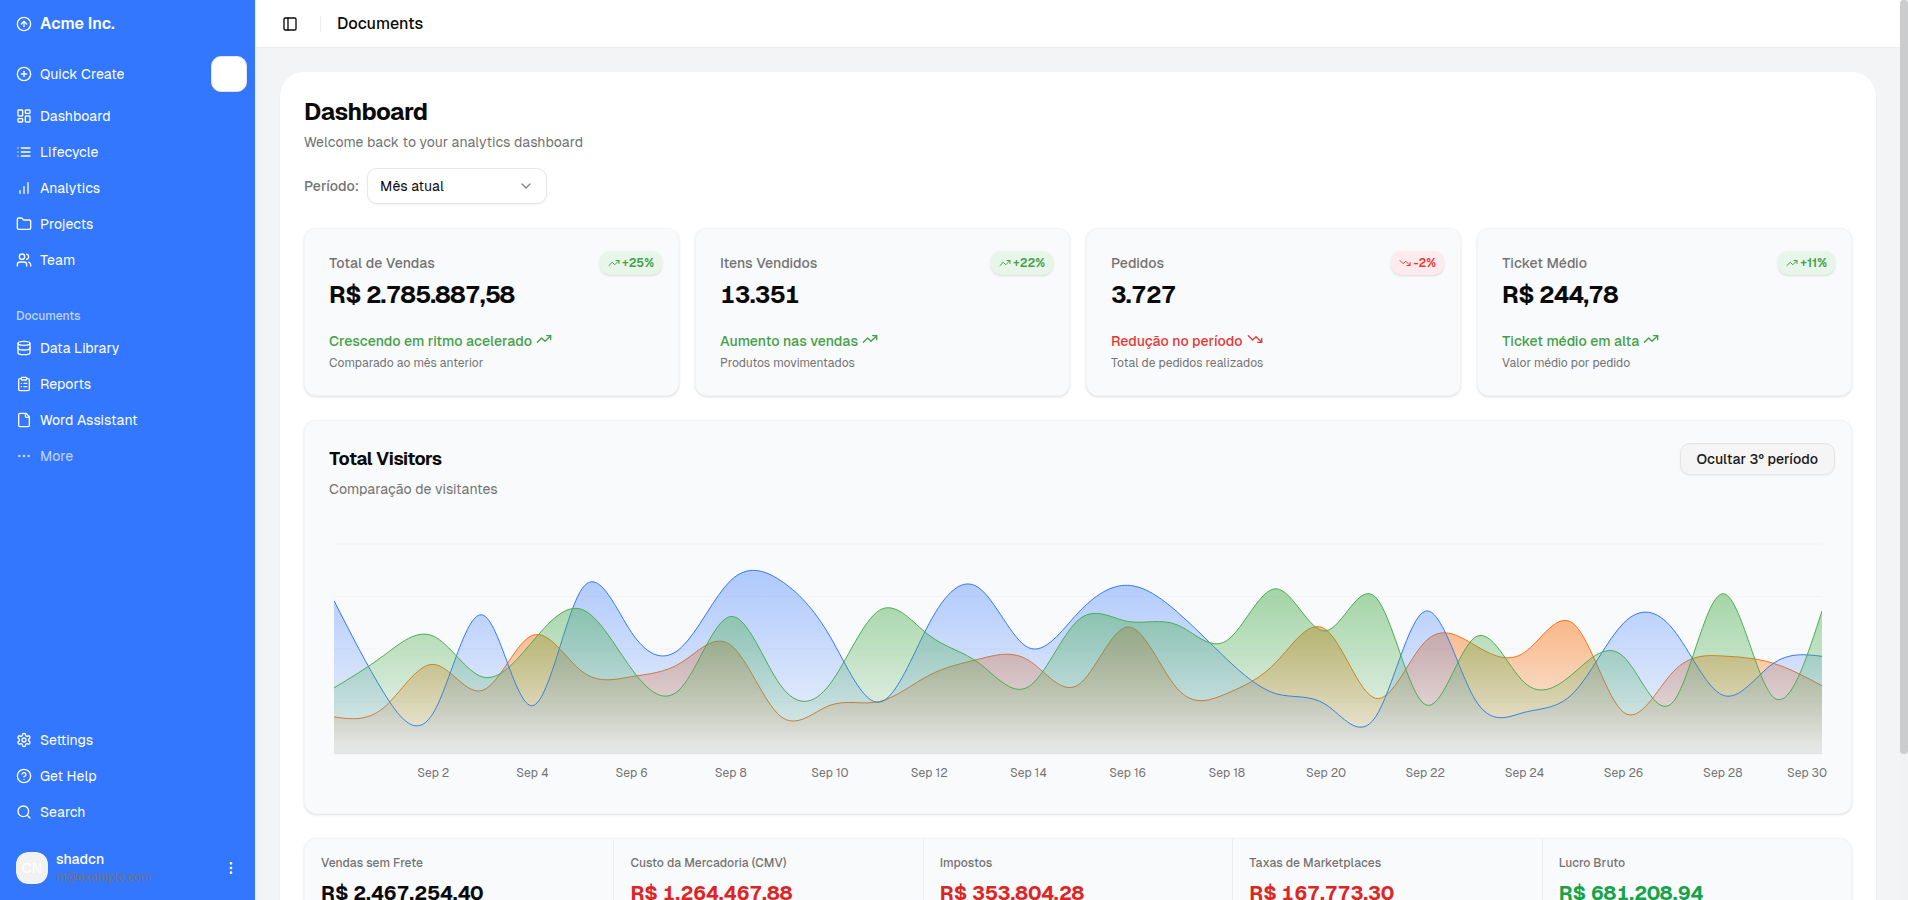 Acme Inc.
Documents
Quick Create
Dashboard
Lifecycle
Analytics
Projects
Team
Documents
Data Library
Reports
Word Assistant
More
Settings
Get Help
Search
CN
shadcn
m@example.com
Dashboard
Welcome back to your analytics dashboard
Período: Mês atual
Total de Vendas +25%
R$ 2.785.887,58
Crescendo em ritmo acelerado
Comparado ao mês anterior
Itens Vendidos +22%
13.351
Aumento nas vendas
Produtos movimentados
Pedidos -2%
3.727
Redução no período
Total de pedidos realizados
Ticket Médio +11%
R$ 244,78
Ticket médio em alta
Valor médio por pedido
Total Visitors
Ocultar 3º período
Comparação de visitantes
Sep 2 Sep 4 Sep 6 Sep 8 Sep 10 Sep 12 Sep 14 Sep 16 Sep 18 Sep 20 Sep 22 Sep 24 Sep 26 Sep 28 Sep 30
Vendas sem Frete
R$ 2.467.254,40
Custo da Mercadoria (CMV)
R$ 1.264.467,88
Impostos
R$ 353.804,28
Taxas de Marketplaces
R$ 167.773,30
Lucro Bruto
R$ 681.208,94